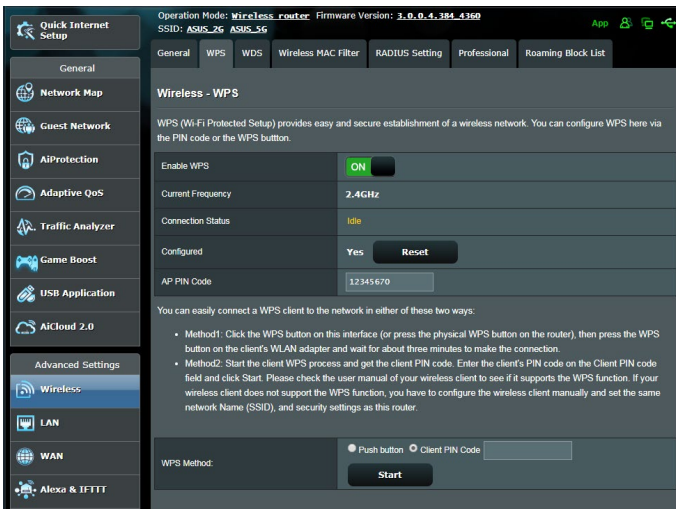 Quick Internet
Setup
General
Network Map
Guest Network
AiProtection
Adaptive QoS
Traffic Analyzer
Game Boost
USB Application
AiCloud 2.0
Advanced Settings
Wireless
LAN
WAN
Alexa & IFTTT
Operation Mode: Wireless router Firmware Version: 3.0.0.4.384_4360
SSID: ASUS_2G ASUS_5G
App
General WPS WDS Wireless MAC Filter RADIUS Setting Professional Roaming Block List
Wireless - WPS
WPS (Wi-Fi Protected Setup) provides easy and secure establishment of a wireless network. You can configure WPS here via
the PIN code or the WPS buttton.
Enable WPS ON
Current Frequency 2.4GHz
Connection Status Idle
Configured Yes Reset
AP PIN Code 12345670
You can easily connect a WPS client to the network in either of these two ways:
• Method1: Click the WPS button on this interface (or press the physical WPS button on the router), then press the WPS
button on the client's WLAN adapter and wait for about three minutes to make the connection.
• Method2: Start the client WPS process and get the client PIN code. Enter the client's PIN code on the Client PIN code
field and click Start. Please check the user manual of your wireless client to see if it supports the WPS function. If your
wireless client does not support the WPS function, you have to configure the wireless client manually and set the same
network Name (SSID), and security settings as this router.
WPS Method: Push button Client PIN Code
Start